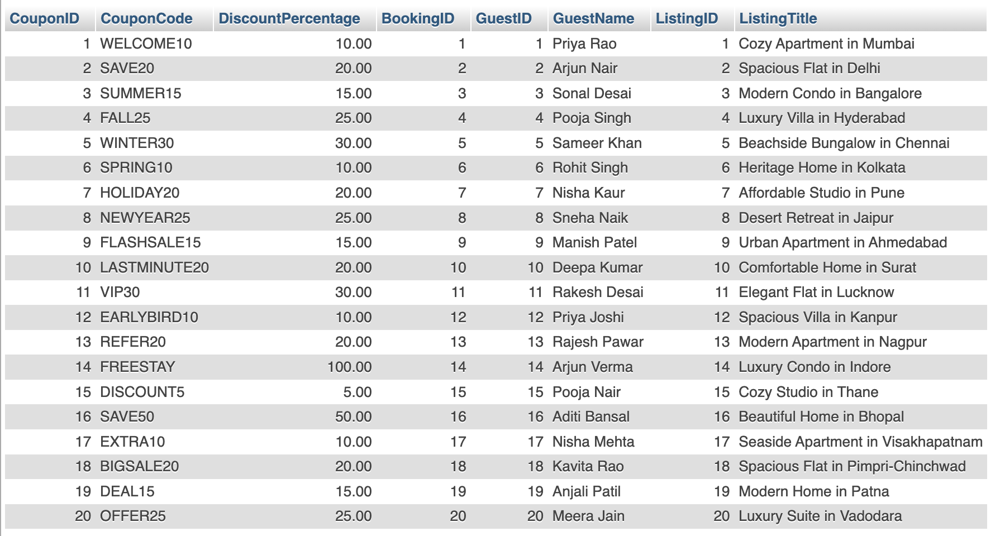 CouponID CouponCode DiscountPercentage BookingID GuestID GuestName ListingID ListingTitle
1 WELCOME10 10.00 1 1 Priya Rao 1 Cozy Apartment in Mumbai
2 SAVE20 20.00 2 2 Arjun Nair 2 Spacious Flat in Delhi
3 SUMMER15 15.00 3 3 Sonal Desai 3 Modern Condo in Bangalore
4 FALL25 25.00 4 4 Pooja Singh 4 Luxury Villa in Hyderabad
5 WINTER30 30.00 5 5 Sameer Khan 5 Beachside Bungalow in Chennai
6 SPRING10 10.00 6 6 Rohit Singh 6 Heritage Home in Kolkata
7 HOLIDAY20 20.00 7 7 Nisha Kaur 7 Affordable Studio in Pune
8 NEWYEAR25 25.00 8 8 Sneha Naik 8 Desert Retreat in Jaipur
9 FLASHSALE15 15.00 9 9 Manish Patel 9 Urban Apartment in Ahmedabad
10 LASTMINUTE20 20.00 10 10 Deepa Kumar 10 Comfortable Home in Surat
11 VIP30 30.00 11 11 Rakesh Desai 11 Elegant Flat in Lucknow
12 EARLYBIRD10 10.00 12 12 Priya Joshi 12 Spacious Villa in Kanpur
13 REFER20 20.00 13 13 Rajesh Pawar 13 Modern Apartment in Nagpur
14 FREESTAY 100.00 14 14 Arjun Verma 14 Luxury Condo in Indore
15 DISCOUNT5 5.00 15 15 Pooja Nair 15 Cozy Studio in Thane
16 SAVE50 50.00 16 16 Aditi Bansal 16 Beautiful Home in Bhopal
17 EXTRA10 10.00 17 17 Nisha Mehta 17 Seaside Apartment in Visakhapatnam
18 BIGSALE20 20.00 18 18 Kavita Rao 18 Spacious Flat in Pimpri-Chinchwad
19 DEAL15 15.00 19 19 Anjali Patil 19 Modern Home in Patna
20 OFFER25 25.00 20 20 Meera Jain 20 Luxury Suite in Vadodara